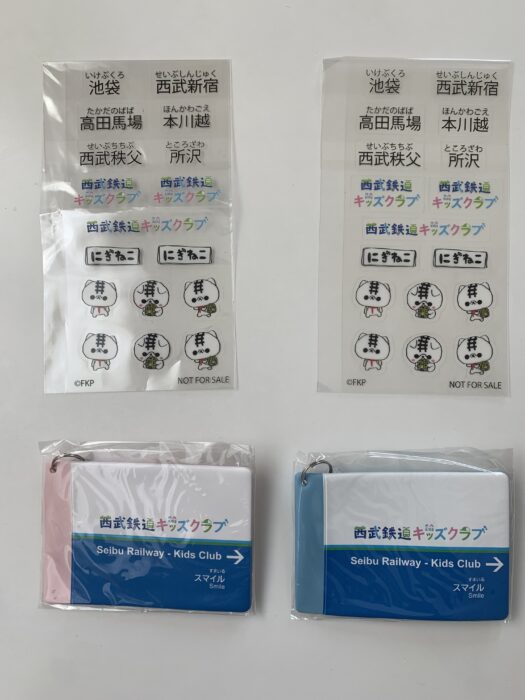 いけぶくろ せいぶしんじゅく
池袋 西武新宿
たかだのばば ほんかわごえ
高田馬場 本川越
せいぶちちぶ ところざわ
西武秩父 所沢
西武鉄道 西武鉄道
キッズクラブ キッズクラブ
西武鉄道キッズクラブ
にぎねこ にぎねこ
©FKP NOT FOR SALE
いけぶくろ せいぶしんじゅく
池袋 西武新宿
たかだのばば ほんかわごえ
高田馬場 本川越
せいぶちちぶ ところざわ
西武秩父 所沢
西武鉄道 西武鉄道
キッズクラブ キッズクラブ
西武鉄道キッズクラブ
にぎねこ にぎねこ
©FKP NOT FOR SALE
西武鉄道キッズクラブ
Seibu Railway - Kids Club →
すまいる
スマイル
Smile
西武鉄道キッズクラブ
Seibu Railway - Kids Club →
すまいる
スマイル
Smile